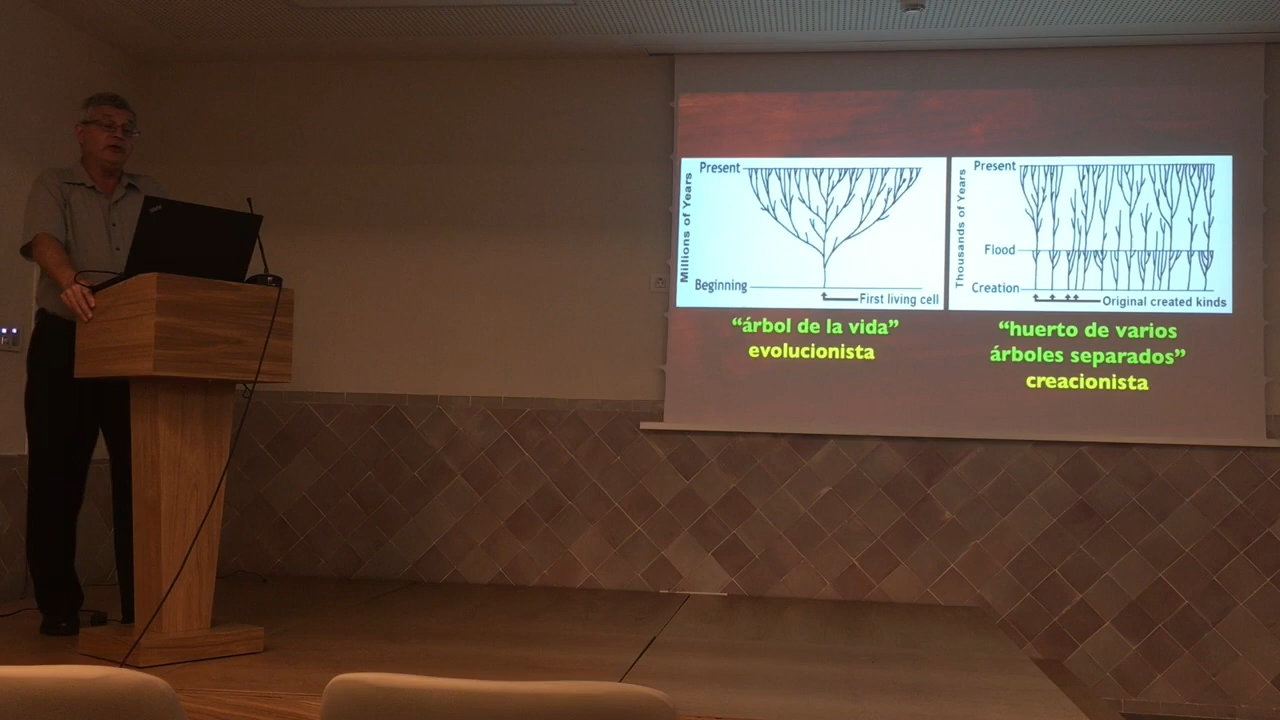 Present
Millions of Years
Beginning
First living cell
"árbol de la vida"
evolucionista
Present
Thousands of Years
Flood
Creation
Original created kinds
"huerto de varios
árboles separados"
creacionista